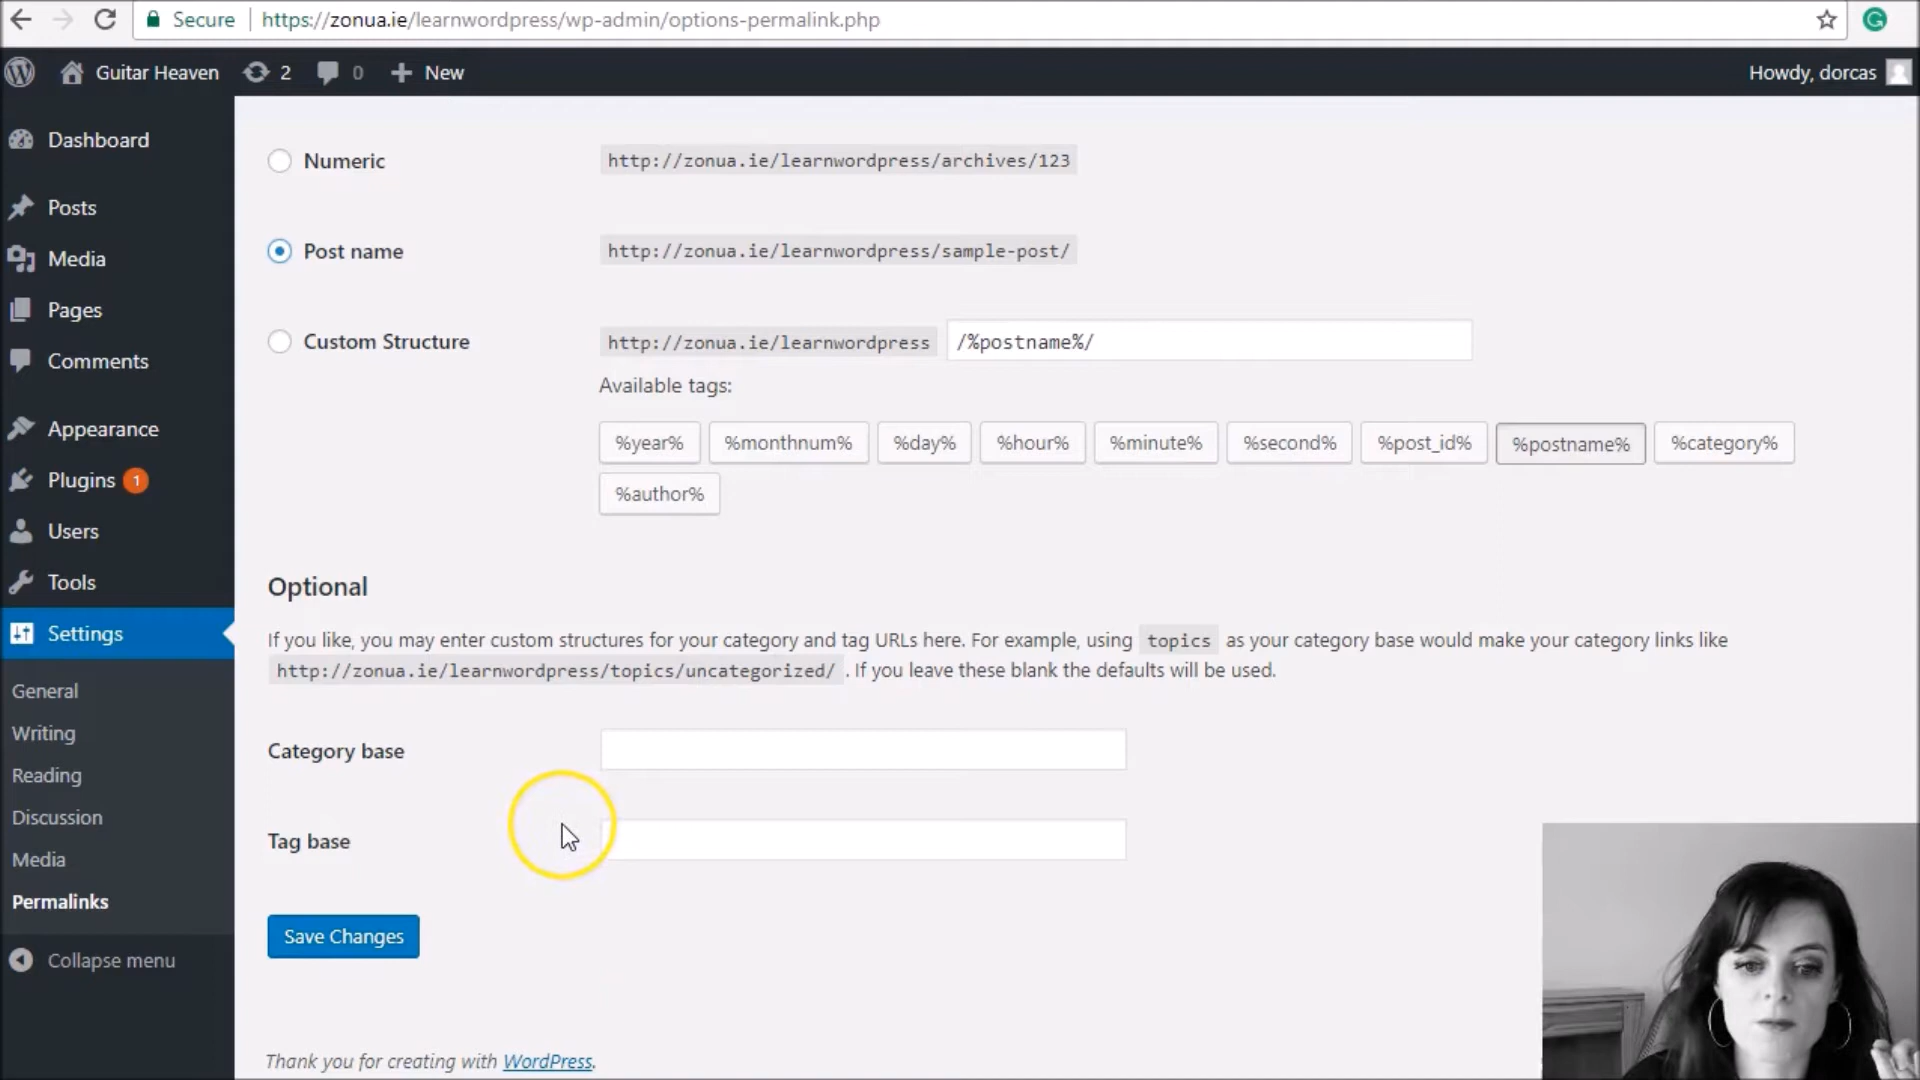 Secure https://zonua.ie/learnwordpress/wp-admin/options-permalink.php
Guitar Heaven 2 0 New Howdy, dorcas
Dashboard
Posts
Media
Pages
Comments
Appearance
Plugins 1
Users
Tools
Settings
General
Writing
Reading
Discussion
Media
Permalinks
Collapse menu
Numeric http://zonua.ie/learnwordpress/archives/123
Post name http://zonua.ie/learnwordpress/sample-post/
Custom Structure http://zonua.ie/learnwordpress /%postname%/
Available tags:
%year% %monthnum% %day% %hour% %minute% %second% %post_id% %postname% %category%
%author%
Optional
If you like, you may enter custom structures for your category and tag URLs here. For example, using topics as your category base would make your category links like
http://zonua.ie/learnwordpress/topics/uncategorized/ . If you leave these blank the defaults will be used.
Category base
Tag base
Save Changes
Thank you for creating with WordPress.